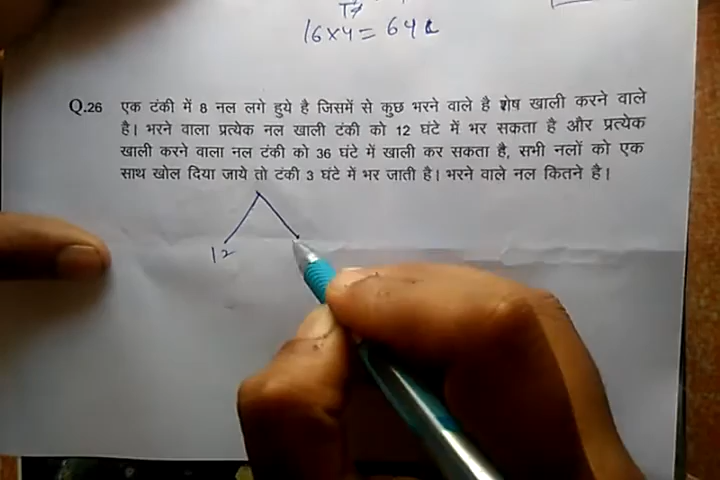 16×4= 64
Q.26 एक टंकी में 8 नल लगे हुये है जिसमें से कुछ भरने वाले है शेष खाली करने वाले
है। भरने वाला प्रत्येक नल खाली टंकी को 12 घंटे में भर सकता है और प्रत्येक
खाली करने वाला नल टंकी को 36 घंटे में खाली कर सकता है, सभी नलों को एक
साथ खोल दिया जाये तो टंकी 3 घंटे में भर जाती है। भरने वाले नल कितने है।
12